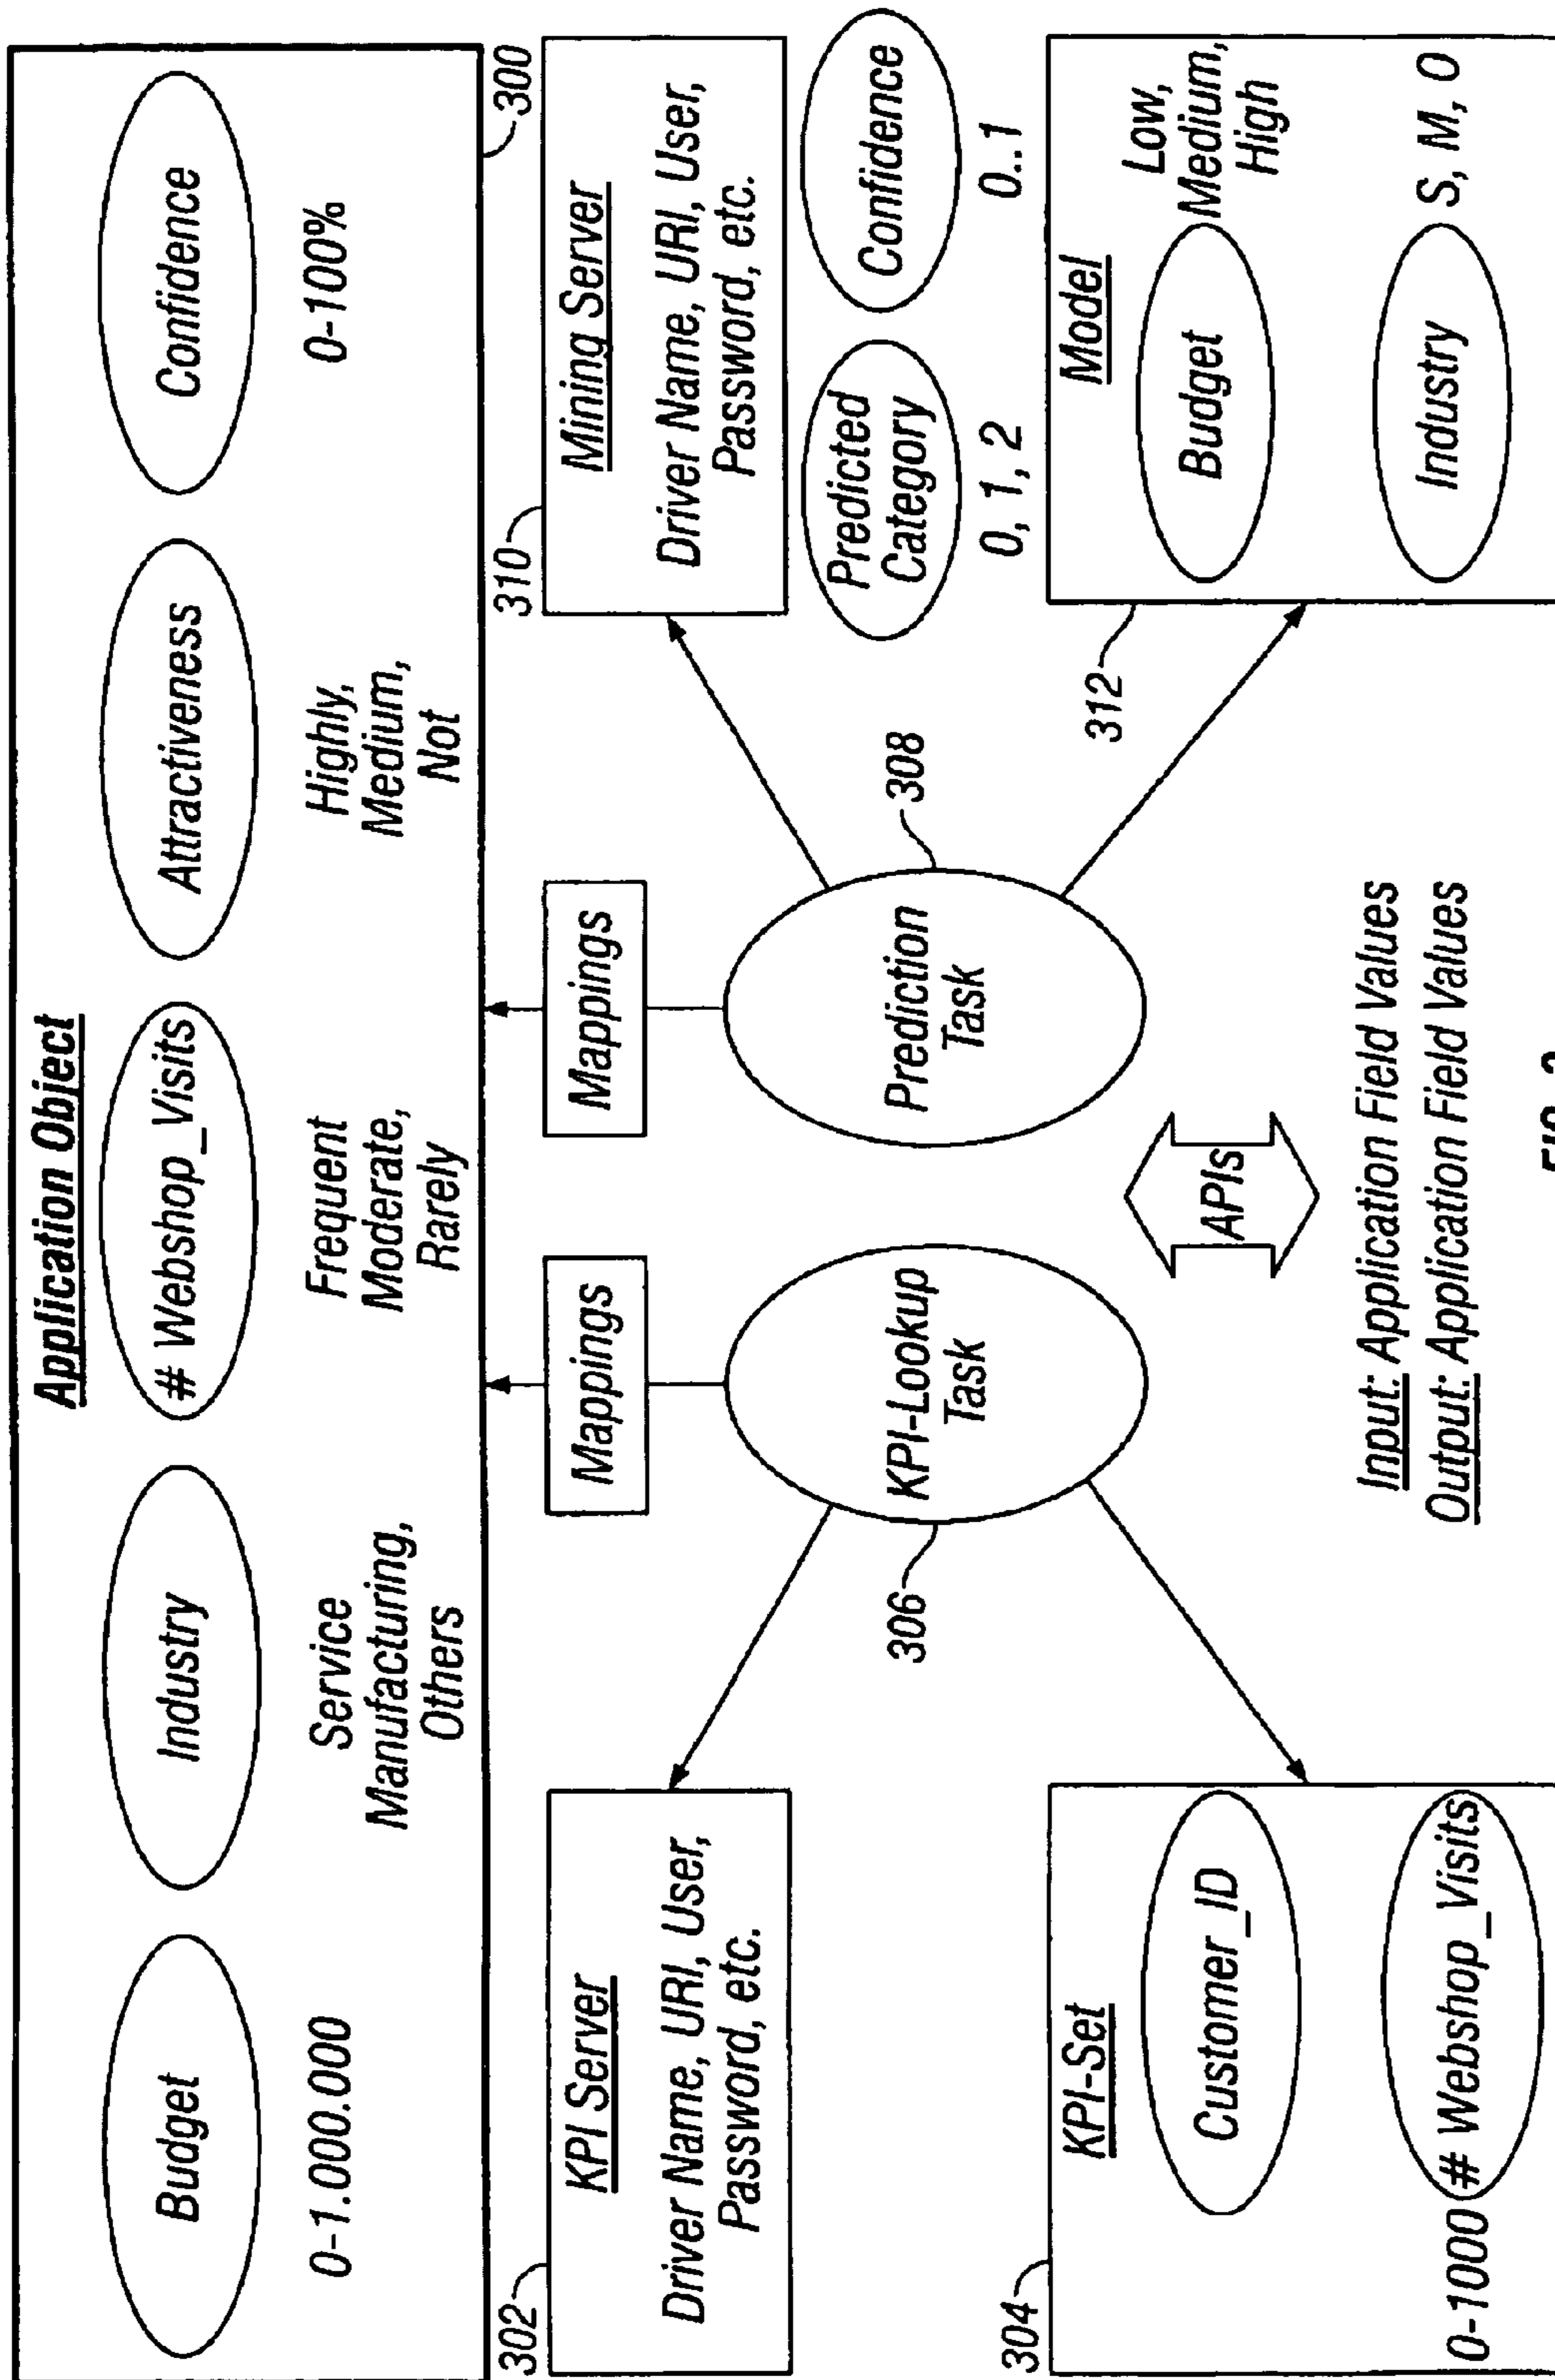 Application Object
Budget
Industry
# Webshop_Visits
Attractiveness
Confidence
0-1.000.000
Service
Manufacturing,
Others
Frequent
Moderate,
Rarely
Highly,
Medium,
Not
0-100%
300
302
KPI Server
Driver Name, URI, User,
Password, etc.
Mappings
Mappings
310
Mining Server
Driver Name, URI, User,
Password, etc.
KPI-Lookup
Task
306
Prediction
Task
308
Predicted
Category
0, 1, 2
Confidence
0..1
304
KPI-Set
Customer_ID
0-1000 # Webshop_Visits
APIs
Input: Application Field Values
Output: Application Field Values
312
Model
Budget
Low,
Medium,
High
Industry
S, M, O